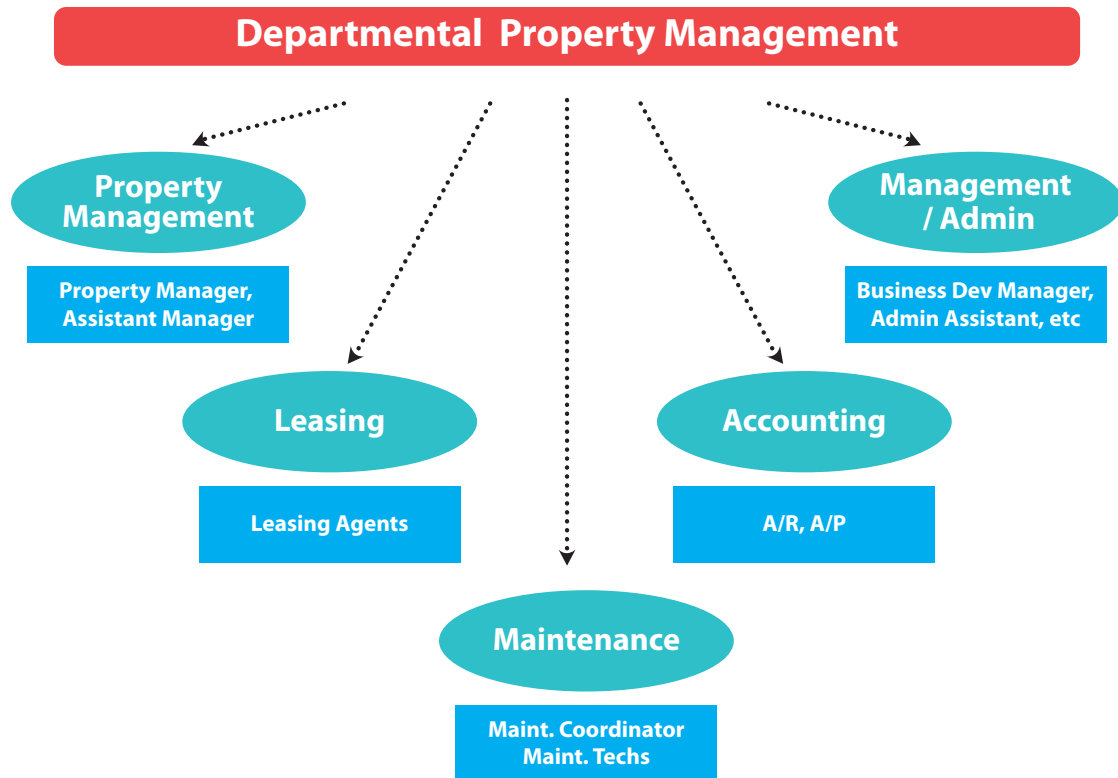 Departmental Property Management
Property
Management
Property Manager,
Assistant Manager
Management
/ Admin
Business Dev Manager,
Admin Assistant, etc
Leasing
Leasing Agents
Accounting
A/R, A/P
Maintenance
Maint. Coordinator
Maint. Techs